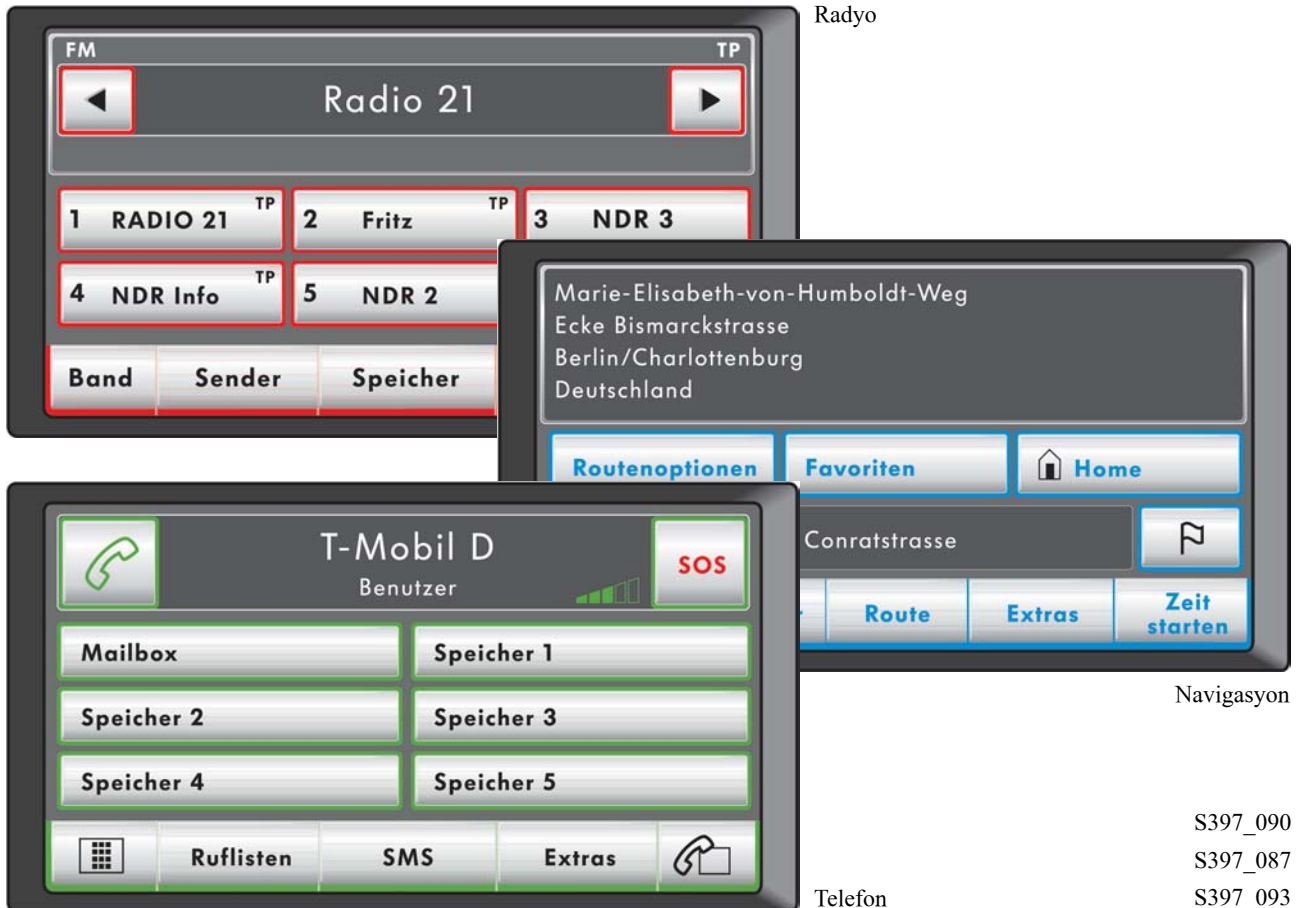 Radyo
FM TP
Radio 21
1 RADIO 21 TP 2 Fritz TP 3 NDR 3
4 NDR Info TP 5 NDR 2
Band Sender Speicher
Marie-Elisabeth-von-Humboldt-Weg
Ecke Bismarckstrasse
Berlin/Charlottenburg
Deutschland
Routenoptionen Favoriten Home
Conratstrasse
Route Extras Zeit
starten
Navigasyon
T-Mobil D
Benutzer
SOS
Mailbox Speicher 1
Speicher 2 Speicher 3
Speicher 4 Speicher 5
Ruflisten SMS Extras
Telefon
S397_090
S397_087
S397_093